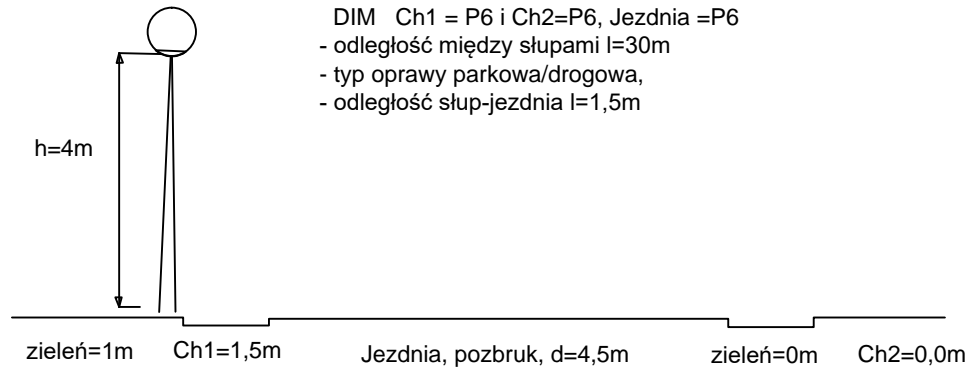 DIM Ch1 = P6 i Ch2=P6, Jezdnia =P6
- odległość między słupami l=30m
- typ oprawy parkowa/drogowa,
- odległość słup-jezdnia l=1,5m
h=4m
zieleń=1m Ch1=1,5m Jezdnia, pozbruk, d=4,5m zieleń=0m Ch2=0,0m